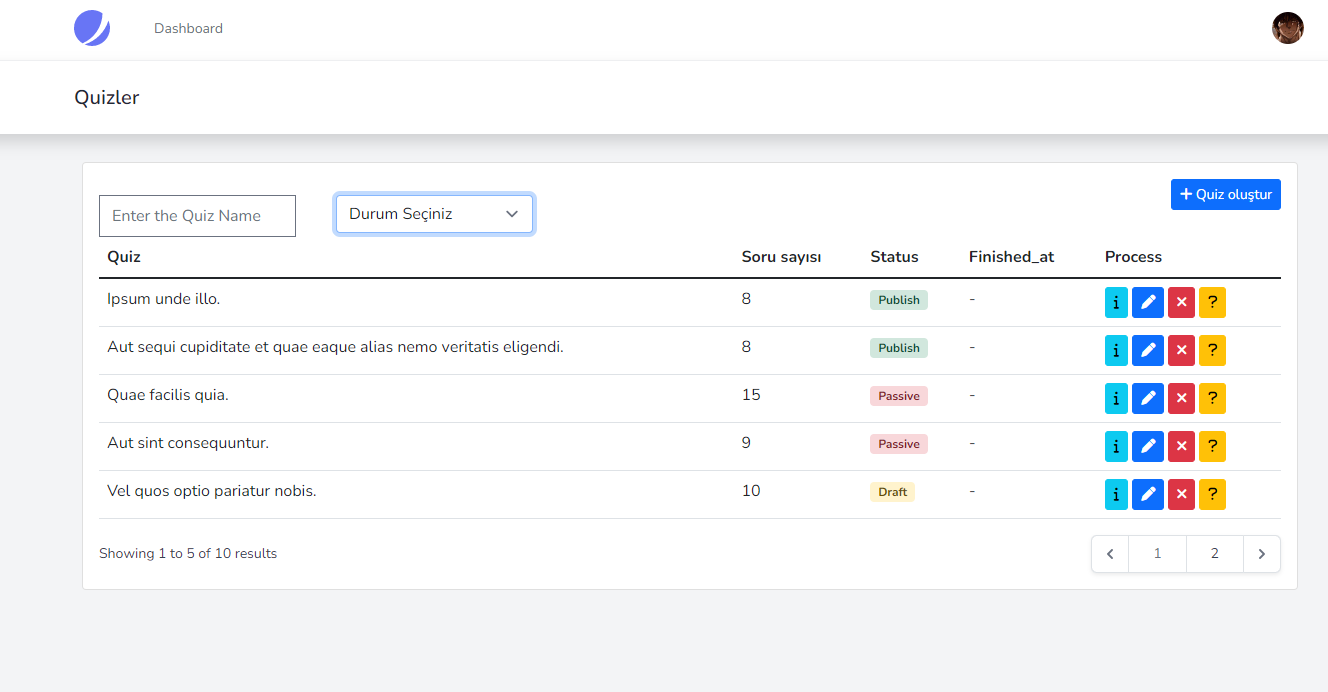 Dashboard
Quizler
+ Quiz oluştur
Enter the Quiz Name Durum Seçiniz
Quiz Soru sayısı Status Finished_at Process
Ipsum unde illo. 8 Publish - i ?
Aut sequi cupiditate et quae eaque alias nemo veritatis eligendi. 8 Publish - i ?
Quae facilis quia. 15 Passive - i ?
Aut sint consequuntur. 9 Passive - i ?
Vel quos optio pariatur nobis. 10 Draft - i ?
Showing 1 to 5 of 10 results 1 2